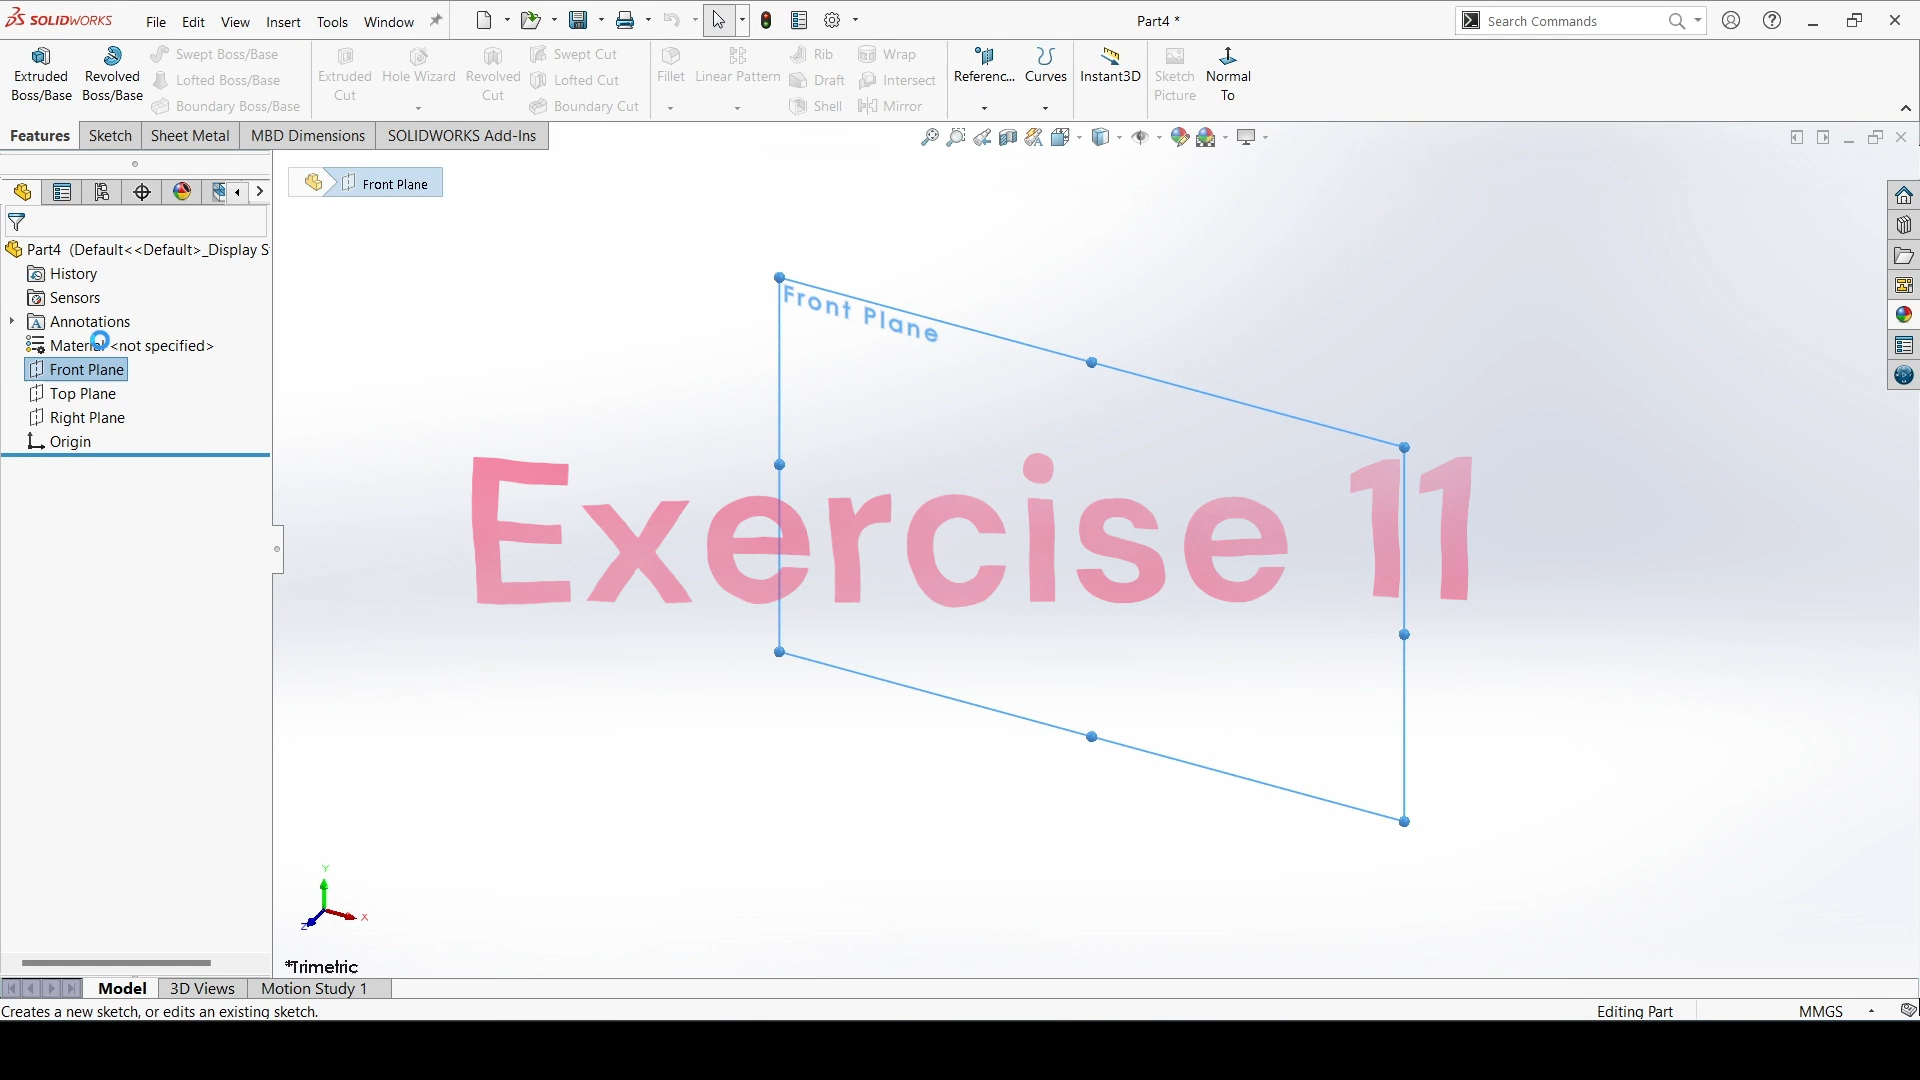 SOLIDWORKS File Edit View Insert Tools Window Part4 * Search Commands
Extruded Boss/Base
Revolved Boss/Base
Swept Boss/Base
Lofted Boss/Base
Boundary Boss/Base
Extruded Cut
Hole Wizard
Revolved Cut
Swept Cut
Lofted Cut
Boundary Cut
Fillet
Linear Pattern
Rib
Draft
Shell
Wrap
Intersect
Mirror
Referenc...
Curves
Instant3D
Sketch Picture
Normal To
Features Sketch Sheet Metal MBD Dimensions SOLIDWORKS Add-Ins
Front Plane
Part4 (Default<<Default>_Display S
History
Sensors
Annotations
Material <not specified>
Front Plane
Top Plane
Right Plane
Origin
Front Plane
Exercise 11
Y
X
Z
*Trimetric
Model 3D Views Motion Study 1
Creates a new sketch, or edits an existing sketch. Editing Part MMGS